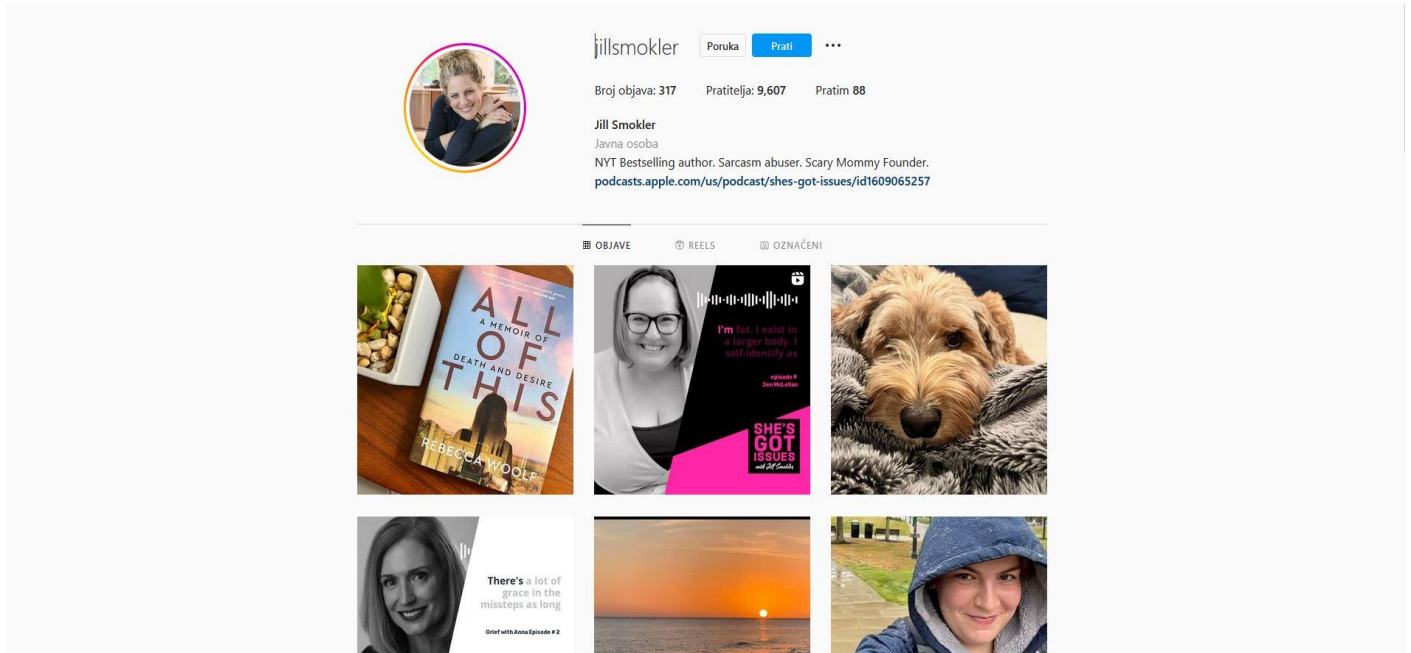 jillsmokler Poruka Prati
Broj objava: 317 Pratitelja: 9,607 Pratim 88
Jill Smokler
Javna osoba
NYT Bestselling author. Sarcasm abuser. Scary Mommy Founder.
podcasts.apple.com/us/podcast/shes-got-issues/id1609065257
OBJAVE REELS OZNAČENI
ALL
A MEMOIR OF
OF
DEATH AND DESIRE
THIS
REBECCA WOOLF
I'm fat. I exist in
a larger body. I
self-identify as
episode 9
Jen McLellan
SHE'S
GOT
ISSUES
with Jill Smokler
There's a lot of
grace in the
missteps as long
Grief with Anna Episode # 2